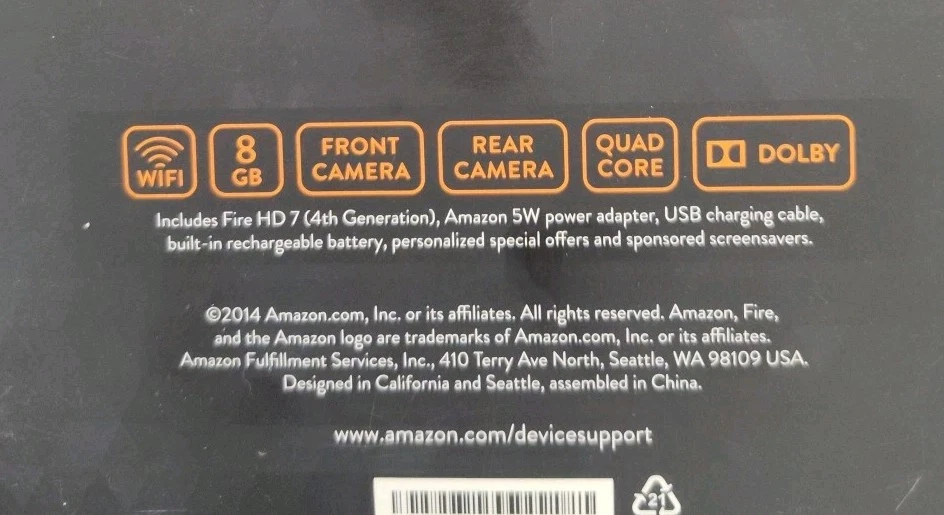 WiFi
8 GB
FRONT CAMERA
REAR CAMERA
QUAD CORE
DOLBY
Includes Fire HD 7 (4th Generation), Amazon 5W power adapter, USB charging cable,
built-in rechargeable battery, personalized special offers and sponsored screensavers.
©2014 Amazon.com, Inc. or its affiliates. All rights reserved. Amazon, Fire,
and the Amazon logo are trademarks of Amazon.com, Inc. or its affiliates.
Amazon Fulfillment Services, Inc., 410 Terry Ave North, Seattle, WA 98109 USA.
Designed in California and Seattle, assembled in China.
www.amazon.com/devicesupport
21